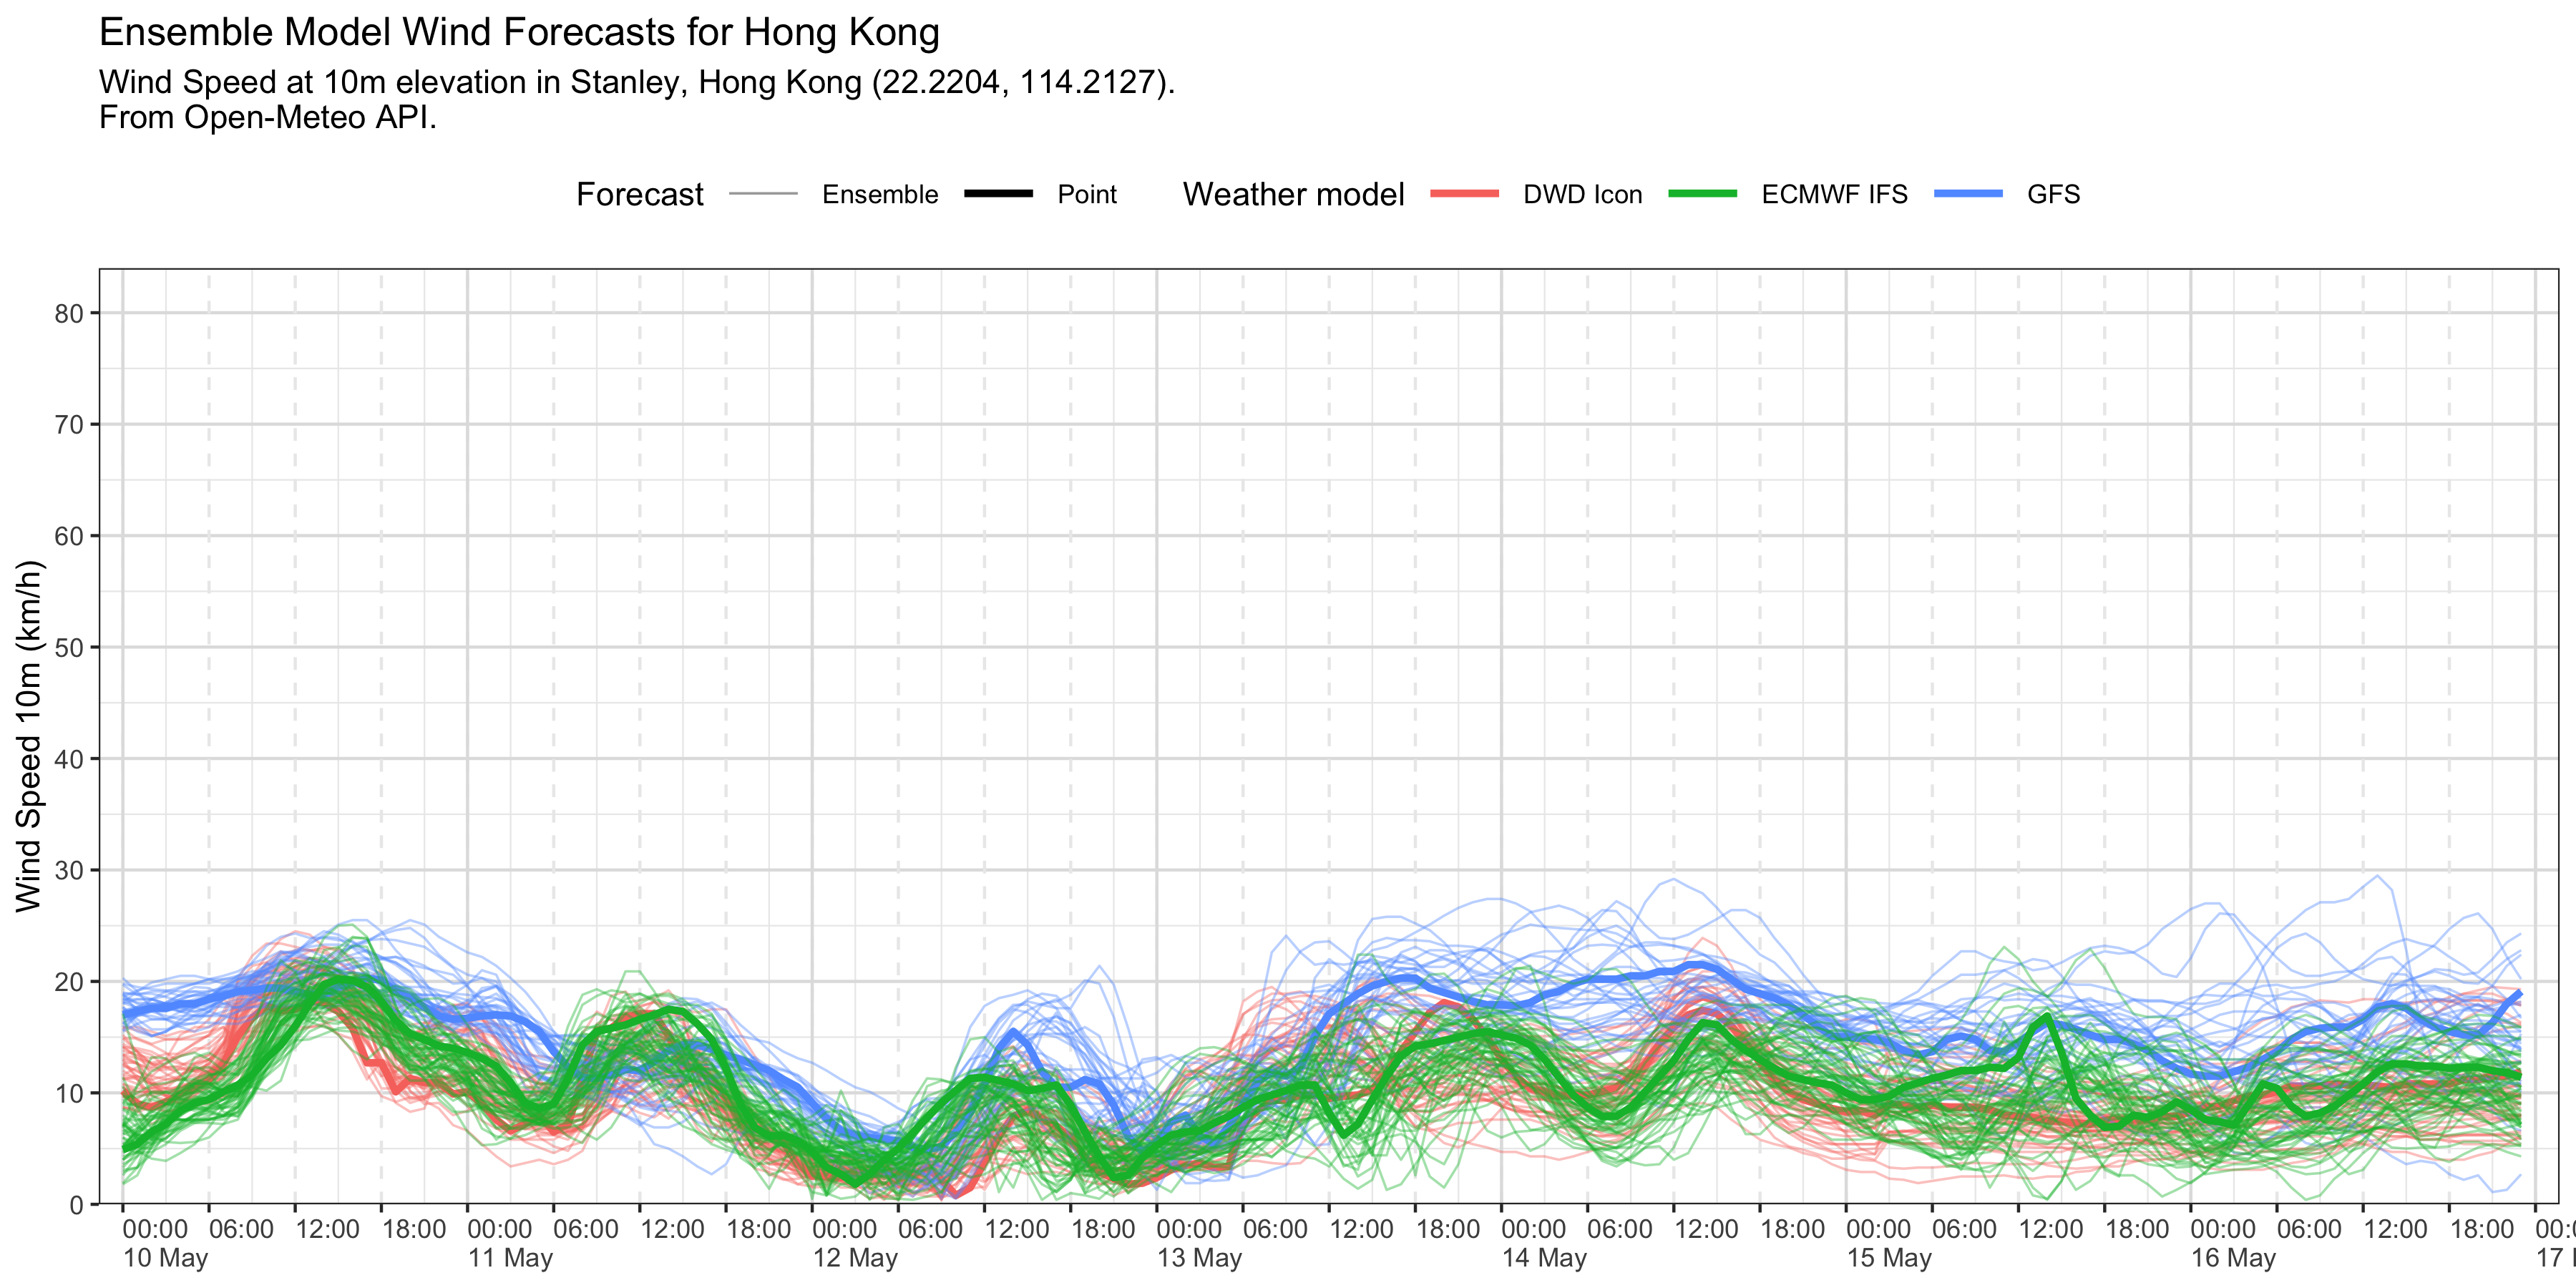 Ensemble Model Wind Forecasts for Hong Kong
Wind Speed at 10m elevation in Stanley, Hong Kong (22.2204, 114.2127).
From Open-Meteo API.
Forecast Ensemble Point Weather model DWD Icon ECMWF IFS GFS
Wind Speed 10m (km/h)
80
70
60
50
40
30
20
10
0
00:00 06:00 12:00 18:00 00:00 06:00 12:00 18:00 00:00 06:00 12:00 18:00 00:00 06:00 12:00 18:00 00:00 06:00 12:00 18:00 00:00 06:00 12:00 18:00 00:00 06:00 12:00 18:00 00:0
10 May 11 May 12 May 13 May 14 May 15 May 16 May 17